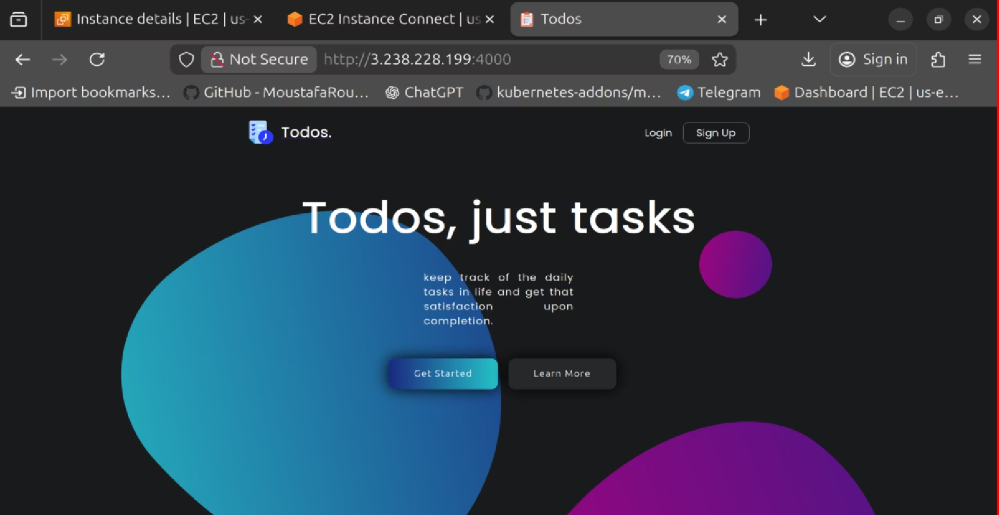 Instance details | EC2 | us-
EC2 Instance Connect | us
Todos
Not Secure
http://3.238.228.199:4000
70%
Sign in
Import bookmarks...
GitHub - MoustafaRou...
ChatGPT
kubernetes-addons/m...
Telegram
Dashboard | EC2 | us-e...
Todos.
Login
Sign Up
Todos, just tasks
keep track of the daily
tasks in life and get that
satisfaction upon
completion.
Get Started
Learn More